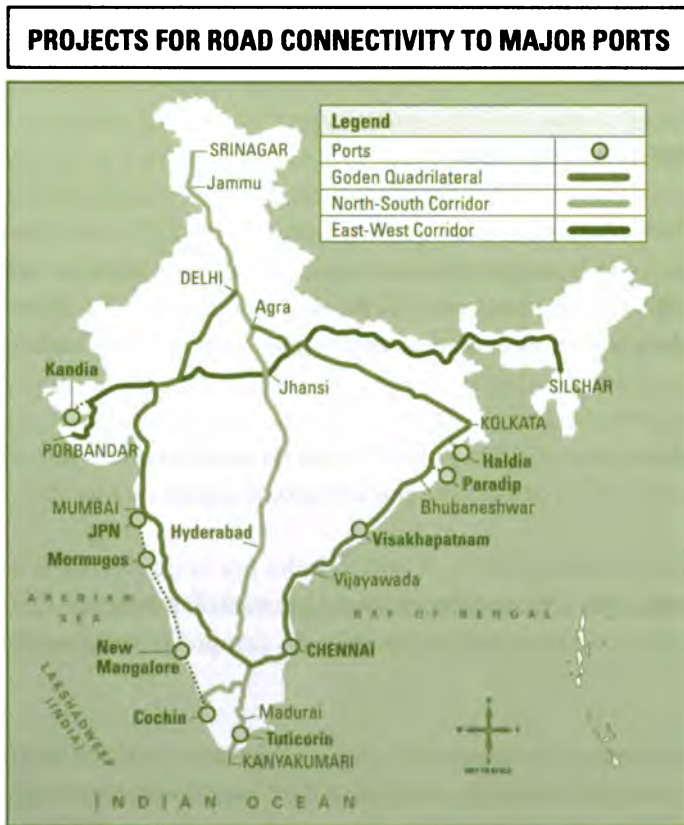 PROJECTS FOR ROAD CONNECTIVITY TO MAJOR PORTS
Legend
Ports
Goden Quadrilateral
North-South Corridor
East-West Corridor
SRINAGAR
Jammu
DELHI
Agra
Kandia
Jhansi
SILCHAR
KOLKATA
PORBANDAR
Haldia
Paradip
Bhubaneshwar
MUMBAI
JPN
Hyderabad
Visakhapatnam
Mormugos
Vijayawada
AREBIAN
SEA
BAY OF BENGAL
New
Mangalore
CHENNAI
LAKSHADWEEP
(INDIA)
Cochin
Madurai
Tuticorin
KANYAKUMARI
INDIAN OCEAN